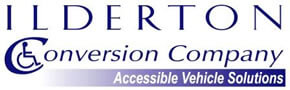 ILDERTON
Conversion Company
Accessible Vehicle Solutions